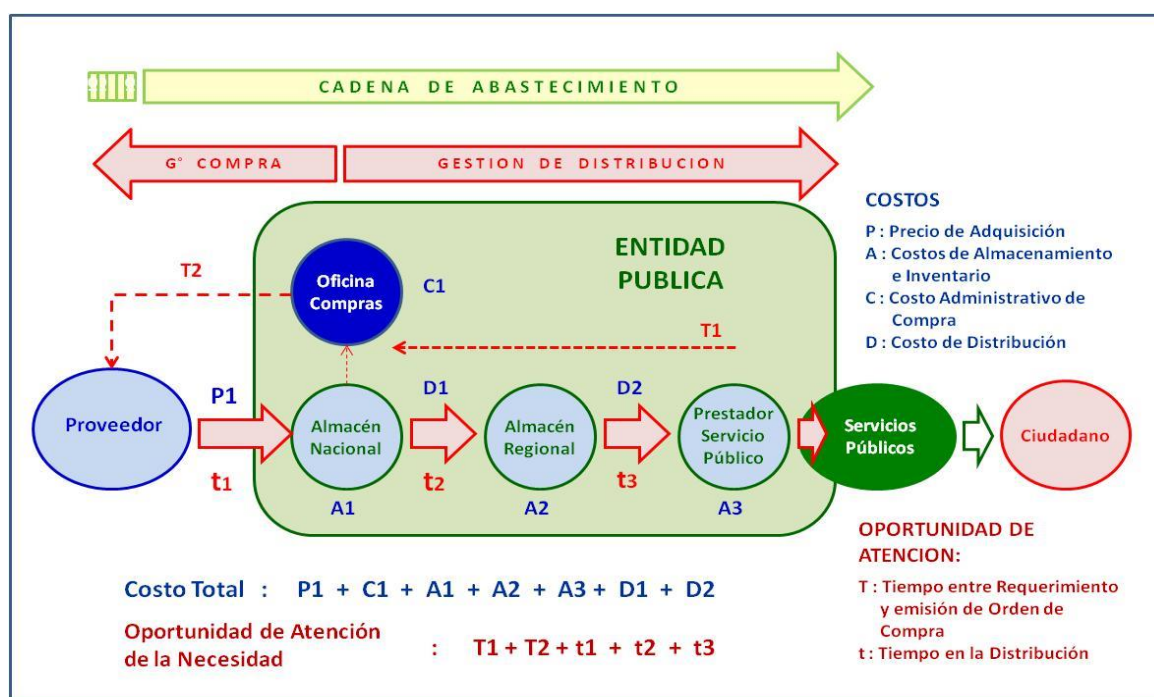 CADENA DE ABASTECIMIENTO
G° COMPRA
GESTION DE DISTRIBUCION
ENTIDAD
PUBLICA
Oficina
Compras
C1
T2
T1
COSTOS
P : Precio de Adquisición
A : Costos de Almacenamiento
e Inventario
C : Costo Administrativo de
Compra
D : Costo de Distribución
Proveedor
P1
t1
Almacén
Nacional
A1
D1
t2
Almacén
Regional
A2
D2
t3
Prestador
Servicio
Público
A3
Servicios
Públicos
Ciudadano
Costo Total : P1 + C1 + A1 + A2 + A3 + D1 + D2
Oportunidad de Atención
de la Necesidad : T1 + T2 + t1 + t2 + t3
OPORTUNIDAD DE
ATENCION:
T : Tiempo entre Requerimiento
y emisión de Orden de
Compra
t : Tiempo en la Distribución